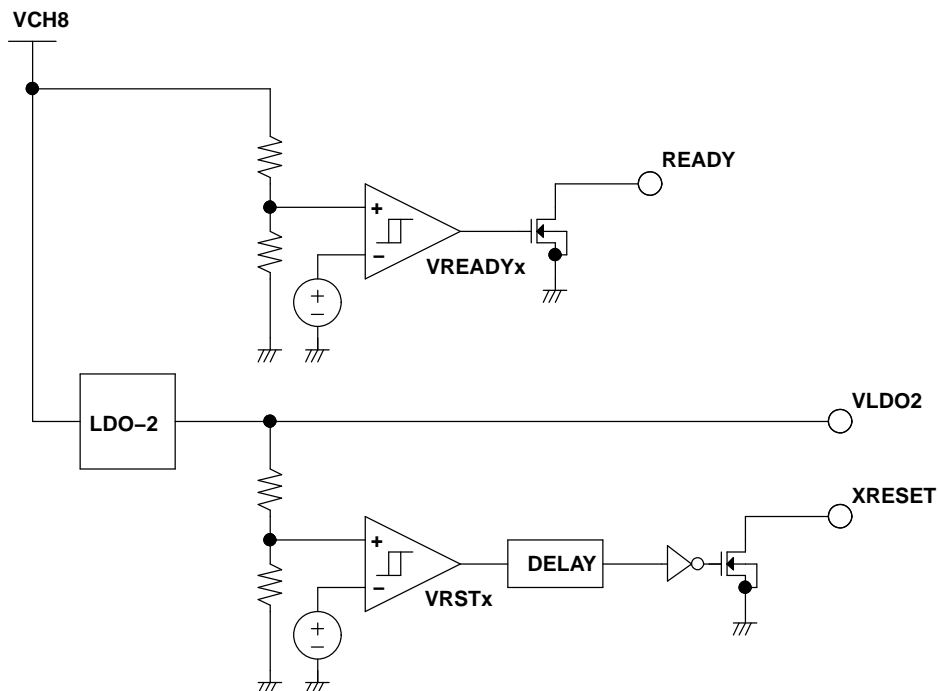 VCH8
READY
+
−
VREADYx
+
−
LDO−2
VLDO2
XRESET
+
−
DELAY
VRSTx
+
−